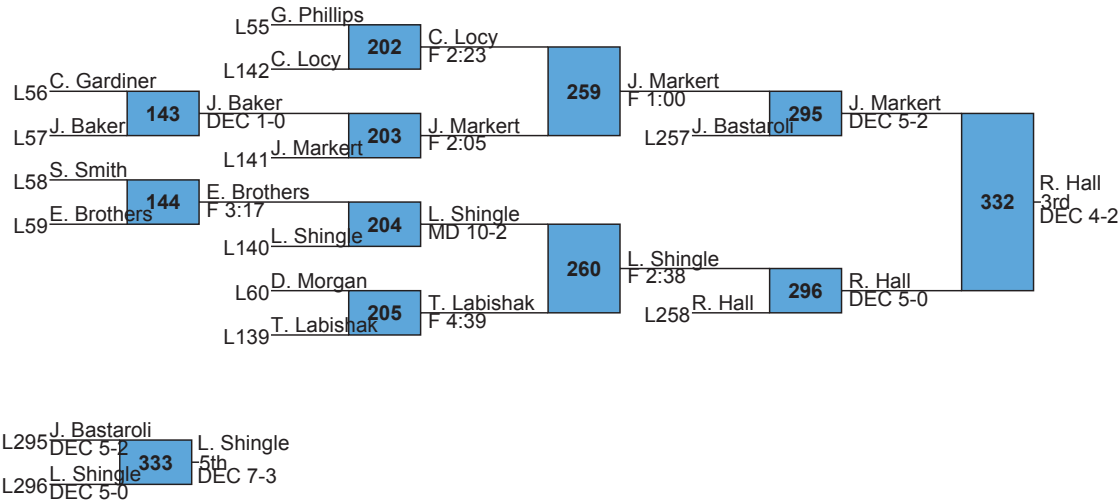 L55 G. Phillips
202
C. Locy
F 2:23
L142 C. Locy
L56 C. Gardiner
143
J. Baker
DEC 1-0
L57 J. Baker
203
J. Markert
F 2:05
L141 J. Markert
259
J. Markert
F 1:00
L257 J. Bastaroli
295
J. Markert
DEC 5-2
L58 S. Smith
144
E. Brothers
F 3:17
L59 E. Brothers
204
L. Shingle
MD 10-2
L140 L. Shingle
L60 D. Morgan
205
T. Labishak
F 4:39
L139 T. Labishak
260
L. Shingle
F 2:38
L258 R. Hall
296
R. Hall
DEC 5-0
332
R. Hall
3rd
DEC 4-2
L295 J. Bastaroli
DEC 5-2
333
L. Shingle
5th
DEC 7-3
L296 L. Shingle
DEC 5-0